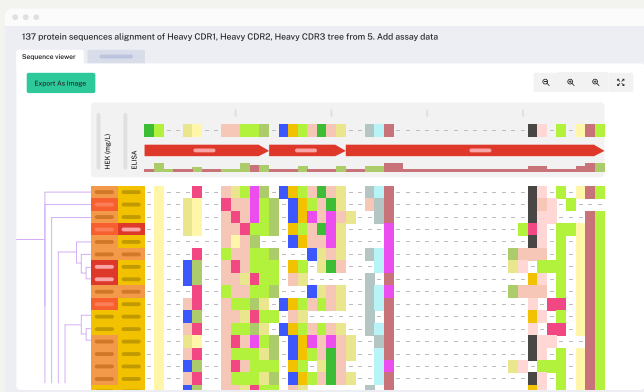 137 protein sequences alignment of Heavy CDR1, Heavy CDR2, Heavy CDR3 tree from 5. Add assay data
Sequence viewer
Export As Image
HEK (mg/L)
ELISA